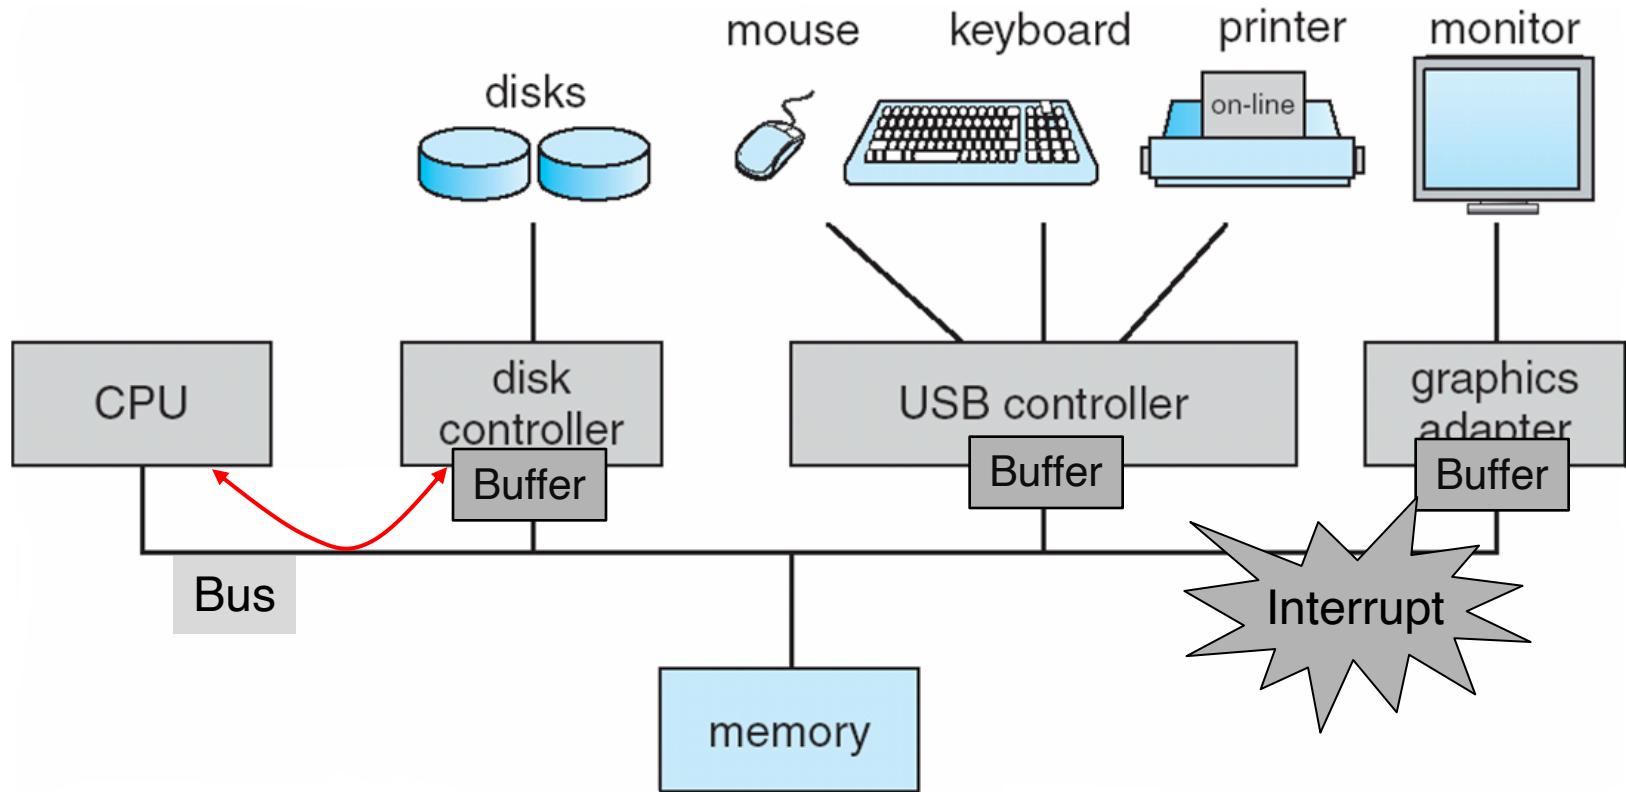 mouse
keyboard
printer
monitor
disks
on-line
CPU
disk
controller
USB controller
graphics
adapter
Buffer
Buffer
Buffer
Bus
Interrupt
memory